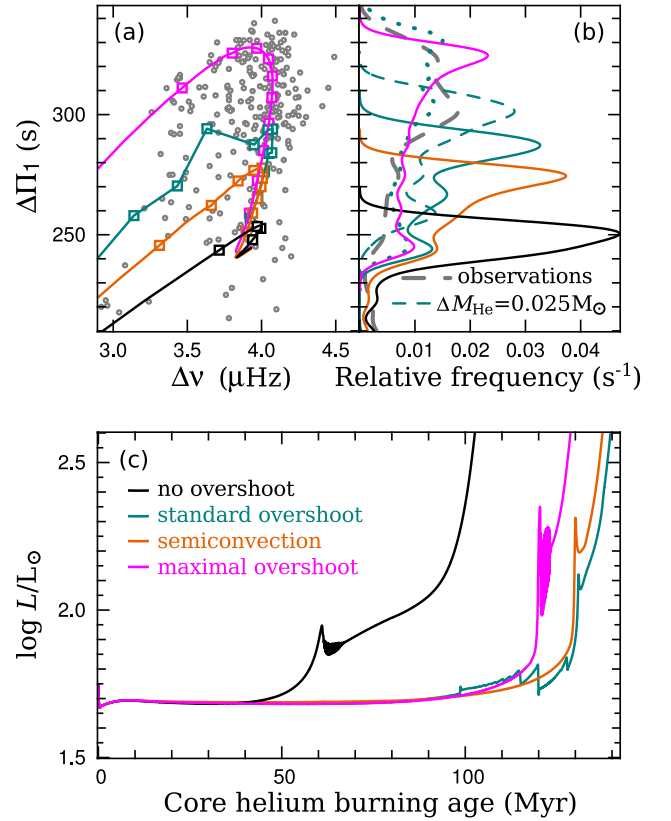 (a)
(b)
ΔΠ₁ (s)
300
250
3.0
3.5
4.0
4.5
0.01
0.02
0.03
0.04
Δν (μHz)
Relative frequency (s⁻¹)
observations
ΔM_He=0.025M⊙
(c)
no overshoot
standard overshoot
semiconvection
maximal overshoot
log L/L⊙
2.5
2.0
1.5
0
50
100
Core helium burning age (Myr)